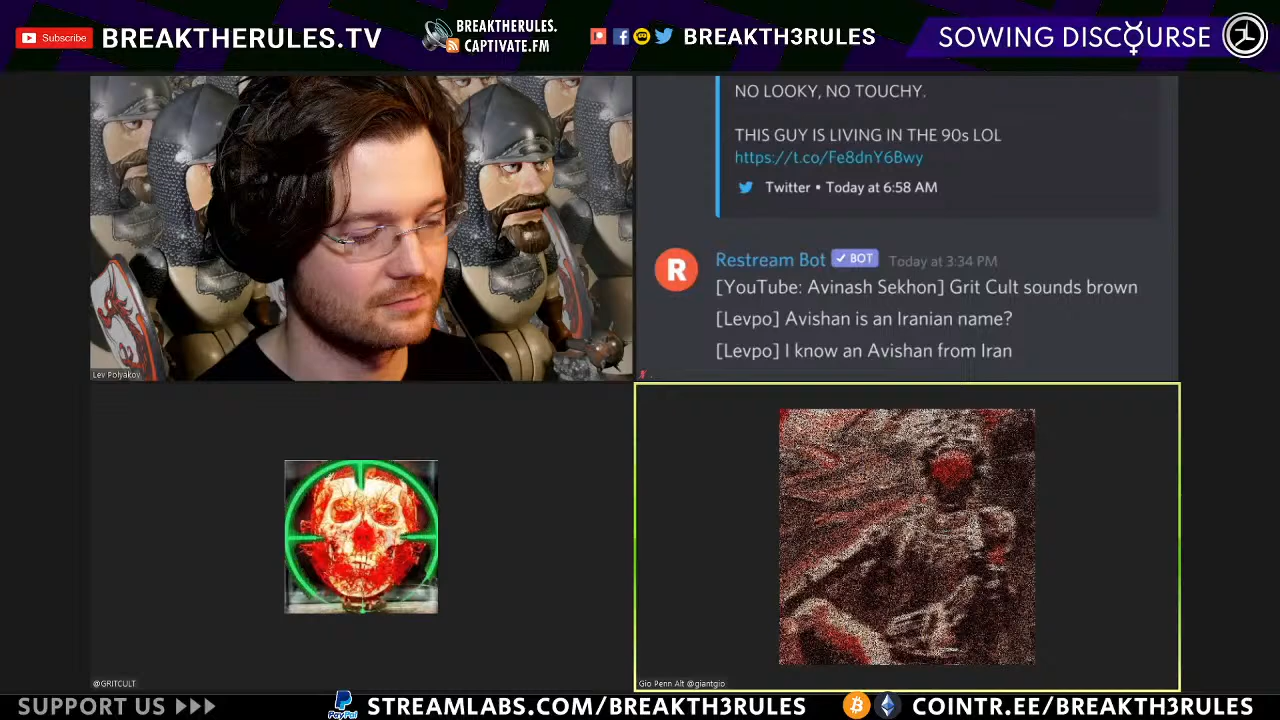 Subscribe BREAKTHERULES.TV
BREAKTHERULES.
CAPTIVATE.FM
BREAKTH3RULES
SOWING DISCOURSE
NO LOOKY, NO TOUCHY.
THIS GUY IS LIVING IN THE 90s LOL
https://t.co/Fe8dnY6Bwy
Twitter • Today at 6:58 AM
R
Restream Bot ✓ BOT Today at 3:34 PM
[YouTube: Avinash Sekhon] Grit Cult sounds brown
[Levpo] Avishan is an Iranian name?
[Levpo] I know an Avishan from Iran
Lev Polyakov
@GRITCULT
Gio Penn Alt @giantgio
SUPPORT US >>>
PayPal
STREAMLABS.COM/BREAKTH3RULES
COINTR.EE/BREAKTH3RULES